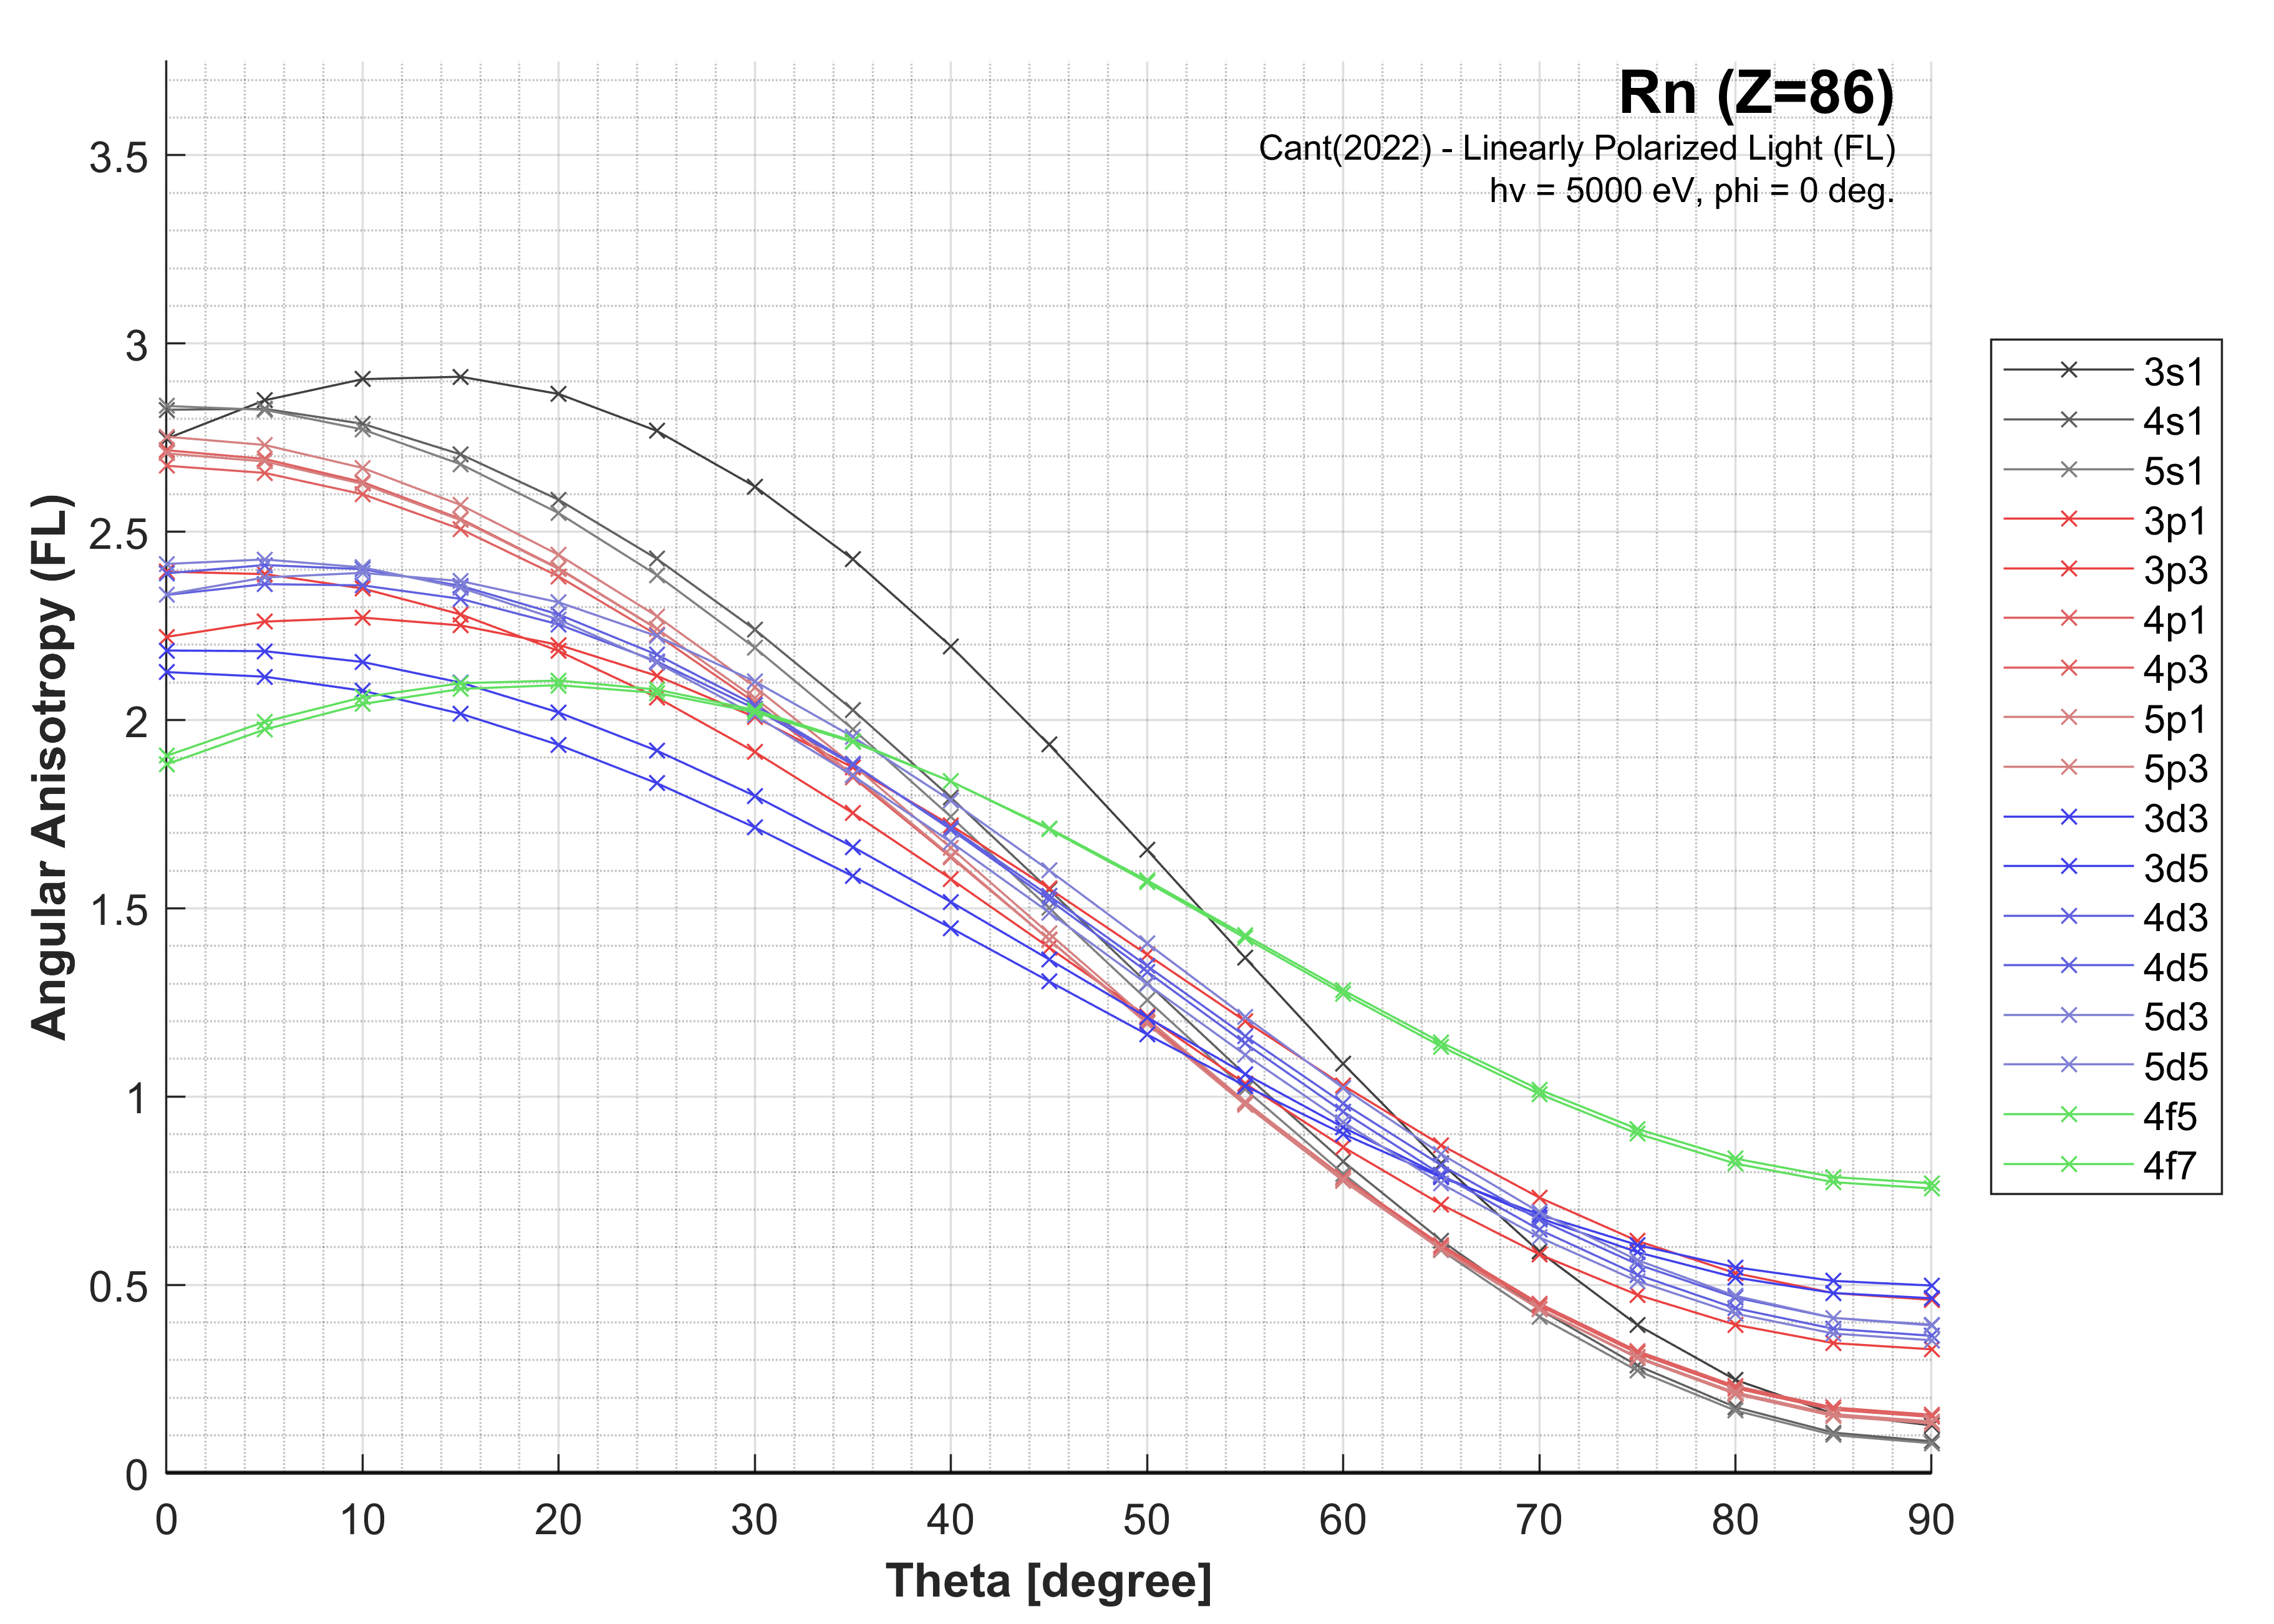 Rn (Z=86)
Cant(2022) - Linearly Polarized Light (FL)
hv = 5000 eV, phi = 0 deg.
Angular Anisotropy (FL)
3.5
3
2.5
2
1.5
1
0.5
0
0 10 20 30 40 50 60 70 80 90
Theta [degree]
3s1
4s1
5s1
3p1
3p3
4p1
4p3
5p1
5p3
3d3
3d5
4d3
4d5
5d3
5d5
4f5
4f7